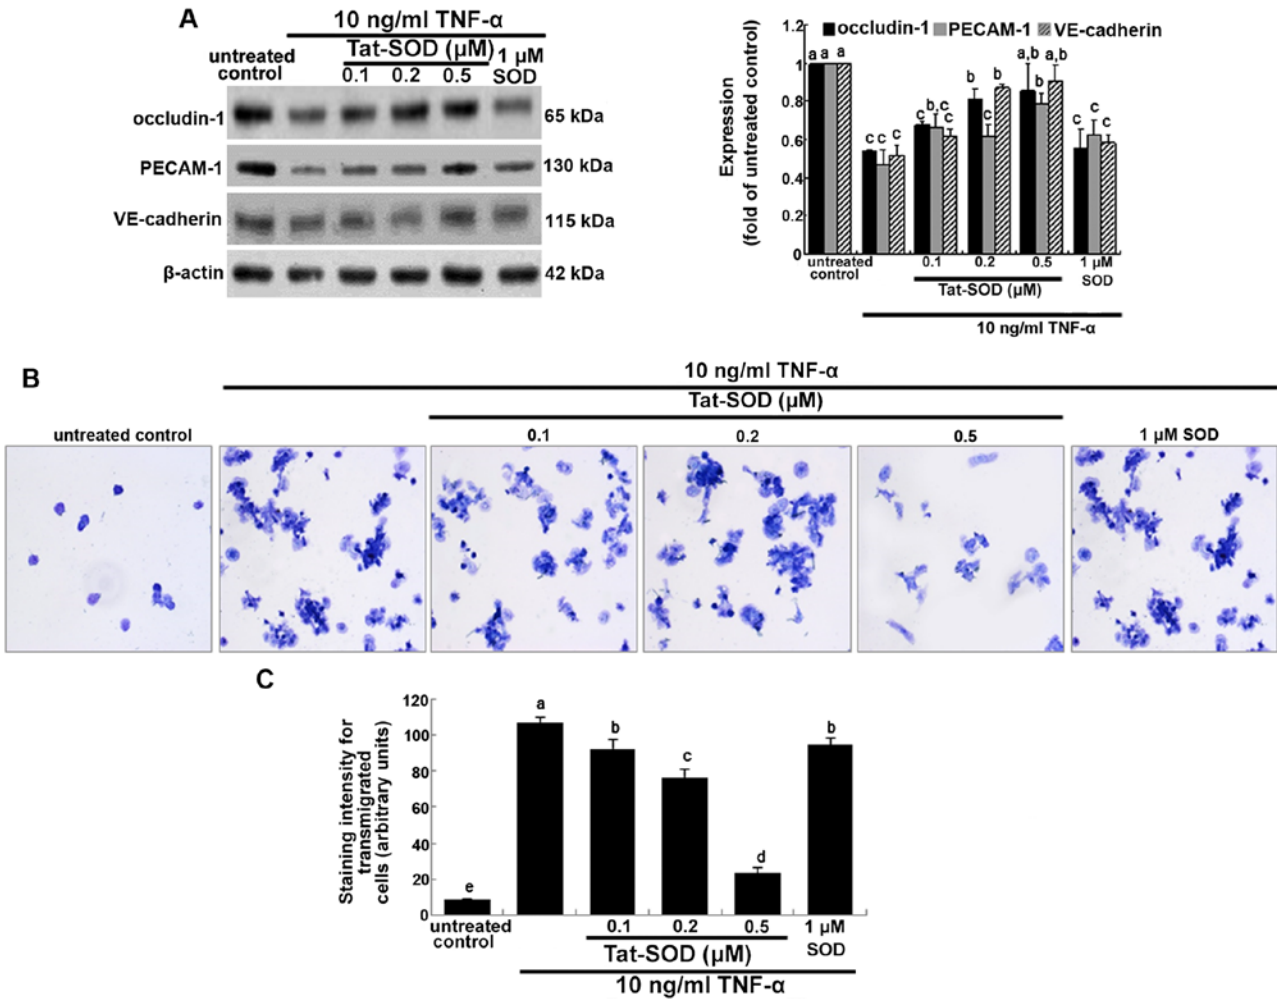 A
10 ng/ml TNF-α
untreated control
Tat-SOD (µM)
1 µM SOD
0.1 0.2 0.5
occludin-1 65 kDa
PECAM-1 130 kDa
VE-cadherin 115 kDa
β-actin 42 kDa
occludin-1 PECAM-1 VE-cadherin
Expression
(fold of untreated control)
1.2
1
0.8
0.6
0.4
0.2
0
a a a
c c c
c b,c c
b c b
a,b b a,b
c c c
untreated control
0.1 0.2 0.5
1 µM
SOD
Tat-SOD (µM)
10 ng/ml TNF-α
B
10 ng/ml TNF-α
Tat-SOD (µM)
untreated control 0.1 0.2 0.5 1 µM SOD
C
Staining intensity for
transmigrated
cells (arbitrary units)
120
100
80
60
40
20
0
e a b c d b
untreated control
0.1 0.2 0.5
1 µM
SOD
Tat-SOD (µM)
10 ng/ml TNF-α